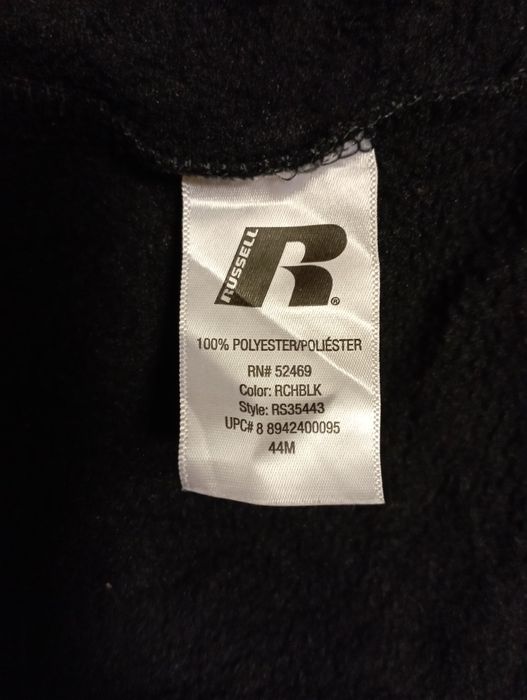 RUSSELL
R®
100% POLYESTER/POLIÉSTER
RN# 52469
Color: RCHBLK
Style: RS35443
UPC# 8 8942400095
44M